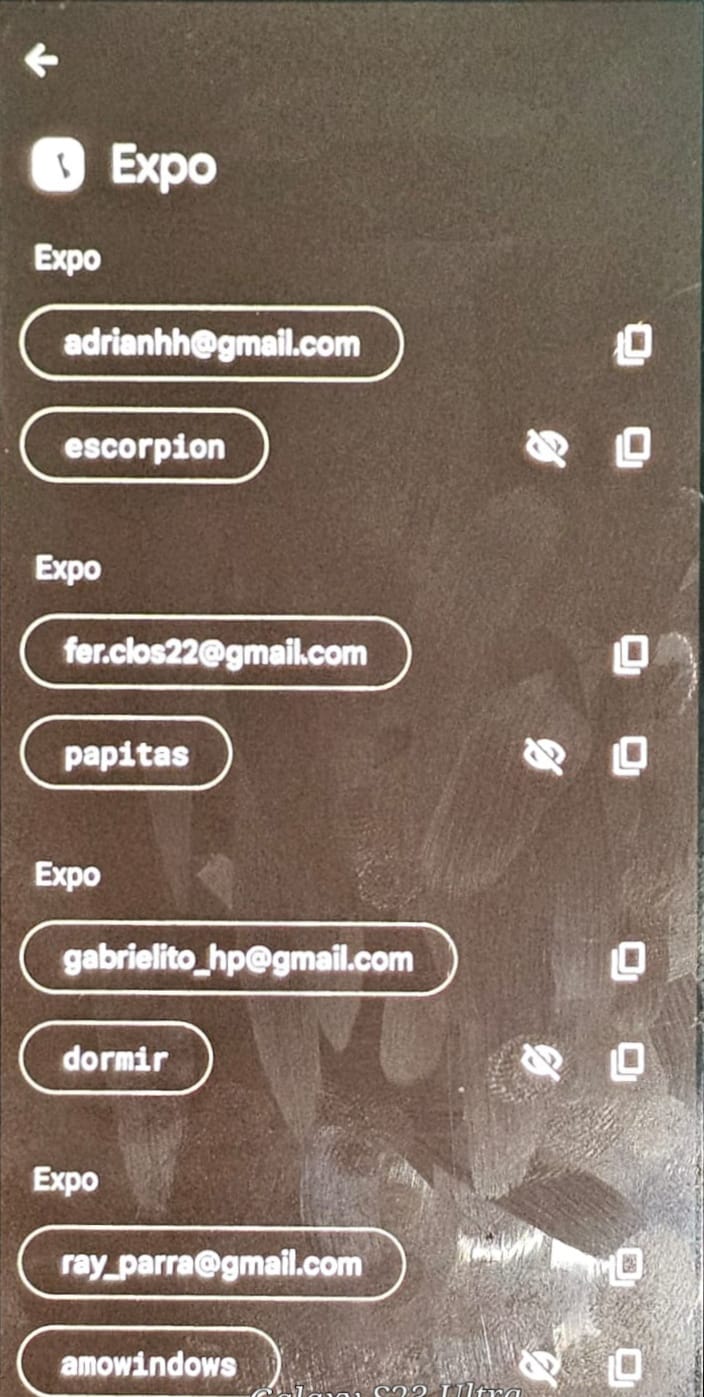 Expo
Expo
adrianhh@gmail.com
escorpion
Expo
fer.clos22@gmail.com
papitas
Expo
gabrielito_hp@gmail.com
dormir
Expo
ray_parra@gmail.com
amowindows
Galaxy S23 Ultra